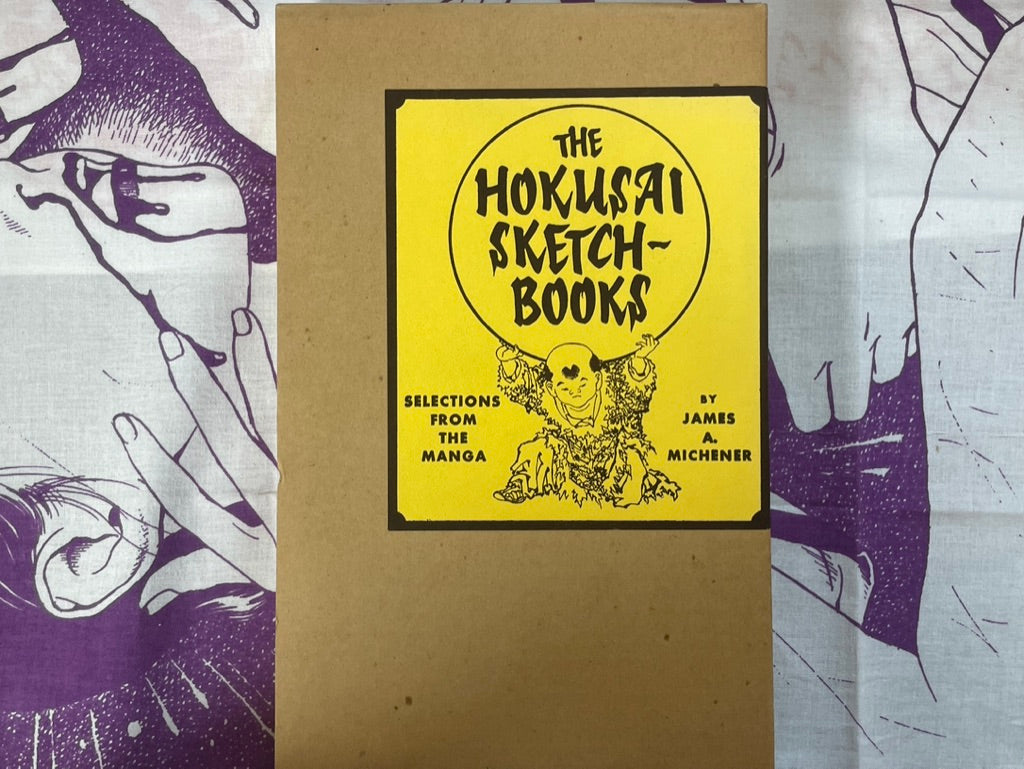 THE
HOKUSAI
SKETCH-
BOOKS
SELECTIONS
FROM
THE
MANGA
BY
JAMES
A.
MICHENER